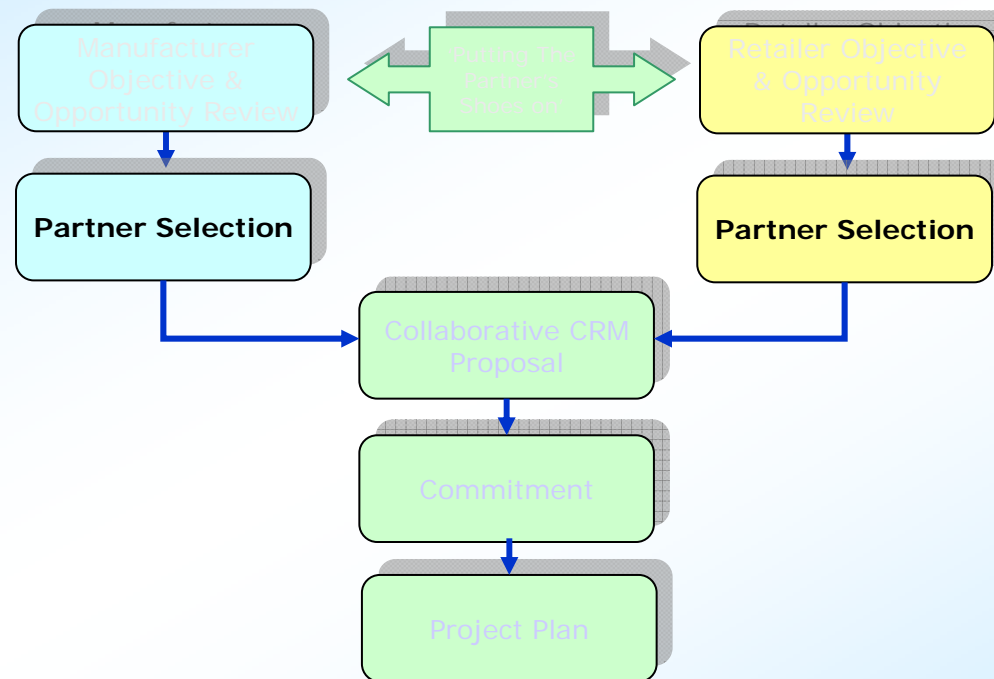 Manufacturer
Objective &
Opportunity Review
Retailer Objective
& Opportunity
Review
Partner Selection
Partner Selection
Collaborative CRM
Proposal
Commitment
Project Plan